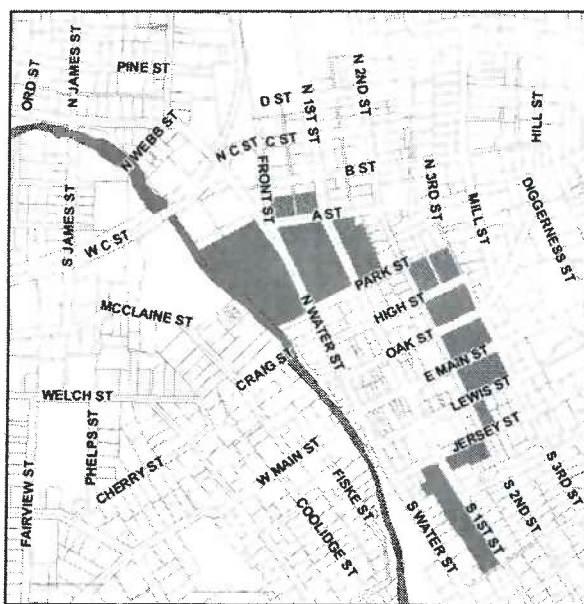 ORD ST
N JAMES ST
PINE ST
N WEBB ST
D ST
N 1ST ST
N 2ND ST
HILL ST
N C ST
C ST
FRONT ST
B ST
N 3RD ST
MILL ST
DIGGERNESS ST
S JAMES ST
W C ST
A ST
PARK ST
MCCLAINE ST
N WATER ST
HIGH ST
OAK ST
CRAIG ST
E MAIN ST
WELCH ST
LEWIS ST
PHELPS ST
JERSEY ST
CHERRY ST
W MAIN ST
FISKE ST
COOLIDGE ST
FAIRVIEW ST
S WATER ST
S 1ST ST
S 2ND ST
S 3RD ST